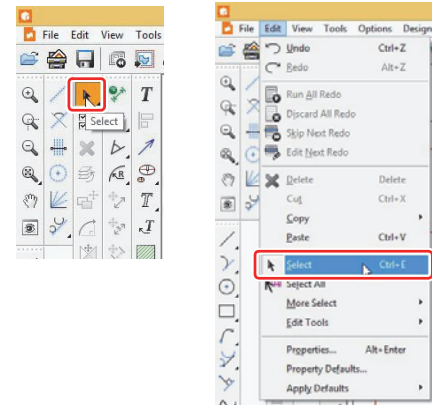 File Edit View Tools
T
Select
KR
T
T
File Edit View Tools Options Design
Undo Ctrl+Z
Redo Alt+Z
Run All Redo
Discard All Redo
Skip Next Redo
Edit Next Redo
Delete Delete
Cut Ctrl+X
Copy
Paste Ctrl+V
Select Ctrl+E
Select All
More Select
Edit Tools
Properties... Alt+Enter
Property Defaults...
Apply Defaults